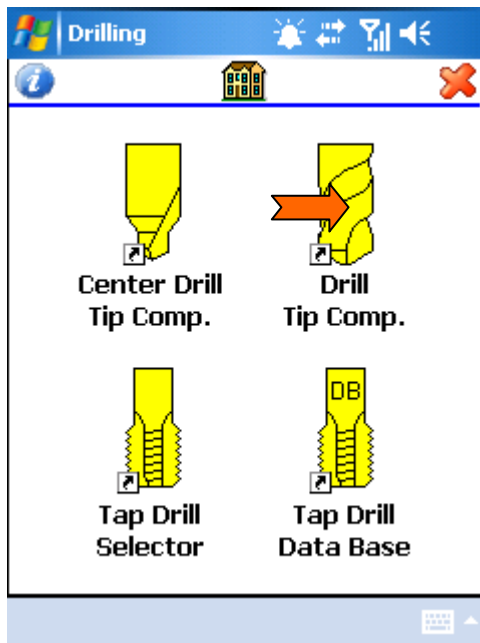 Drilling
Center Drill
Tip Comp.
Drill
Tip Comp.
DB
Tap Drill
Selector
Tap Drill
Data Base